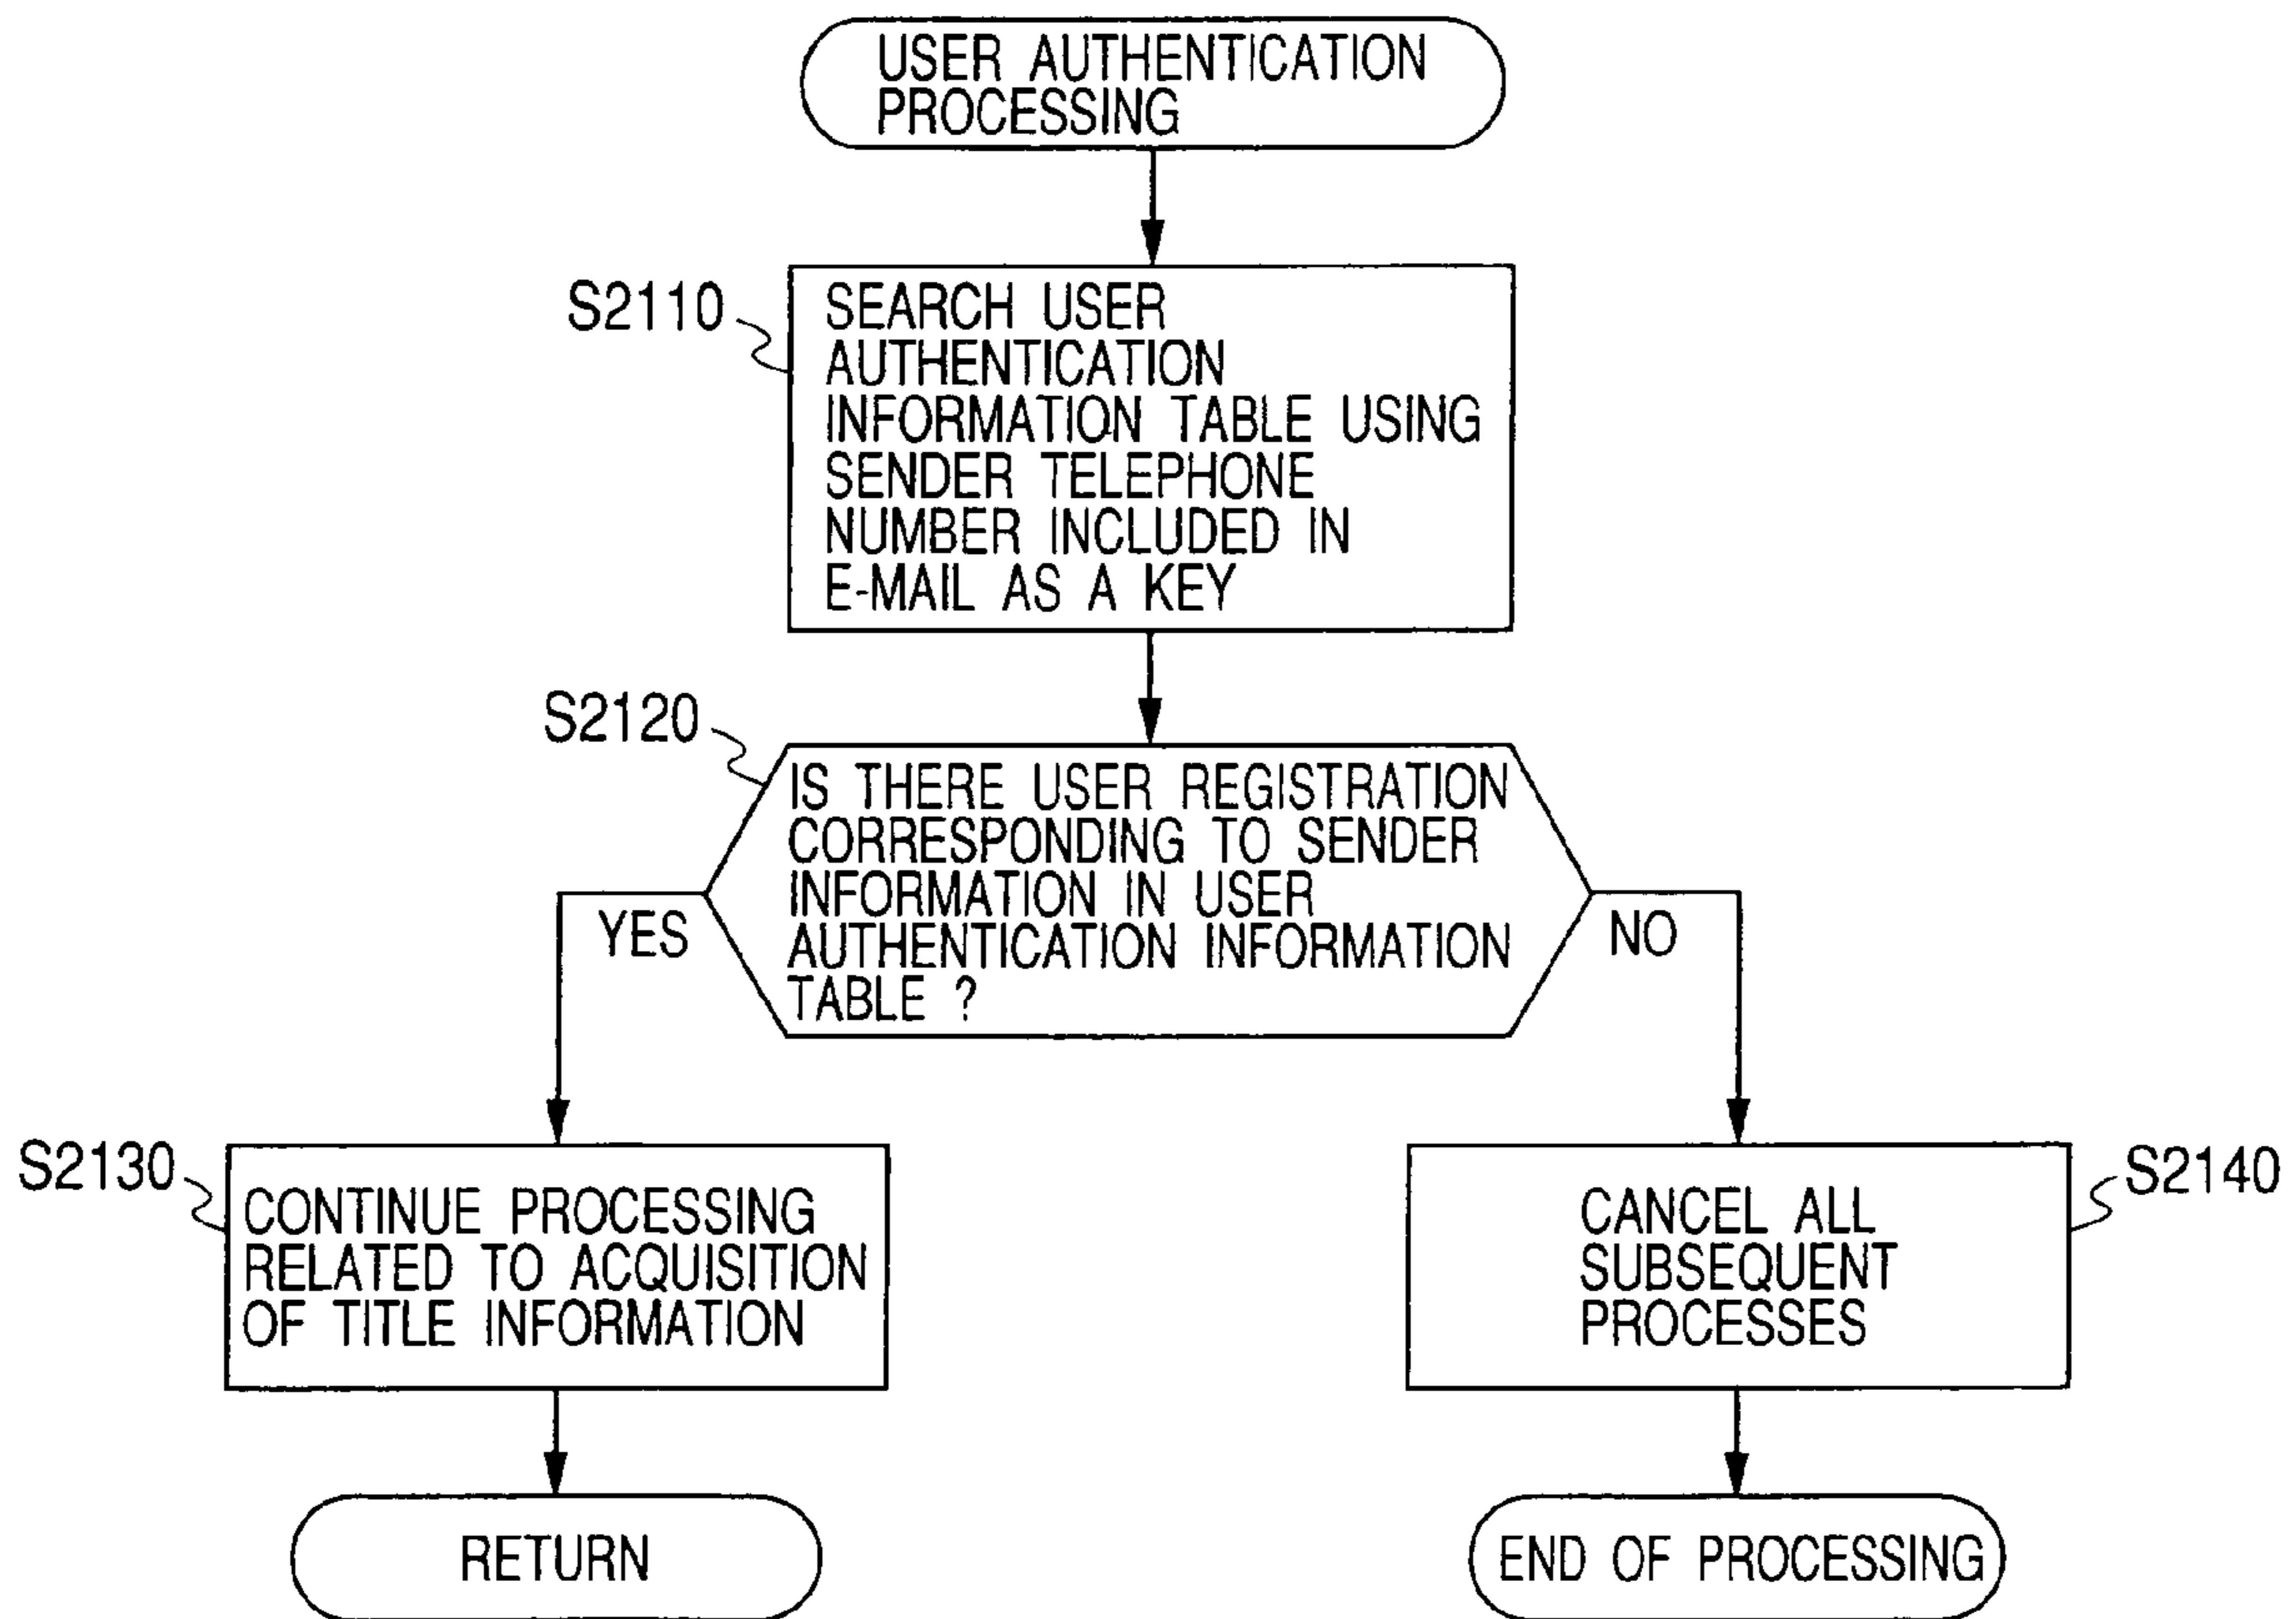 USER AUTHENTICATION
PROCESSING
S2110
SEARCH USER
AUTHENTICATION
INFORMATION TABLE USING
SENDER TELEPHONE
NUMBER INCLUDED IN
E-MAIL AS A KEY
S2120
IS THERE USER REGISTRATION
CORRESPONDING TO SENDER
INFORMATION IN USER
AUTHENTICATION INFORMATION
TABLE ?
YES
NO
S2130
CONTINUE PROCESSING
RELATED TO ACQUISITION
OF TITLE INFORMATION
S2140
CANCEL ALL
SUBSEQUENT
PROCESSES
RETURN
END OF PROCESSING